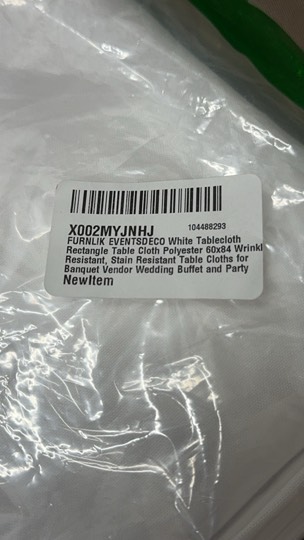 X002MYJNHJ 104488293
FURNLIK EVENTSDECO White Tablecloth
Rectangle Table Cloth Polyester 60x84 Wrinkl
Resistant, Stain Resistant Table Cloths for
Banquet Vendor Wedding Buffet and Party
NewItem